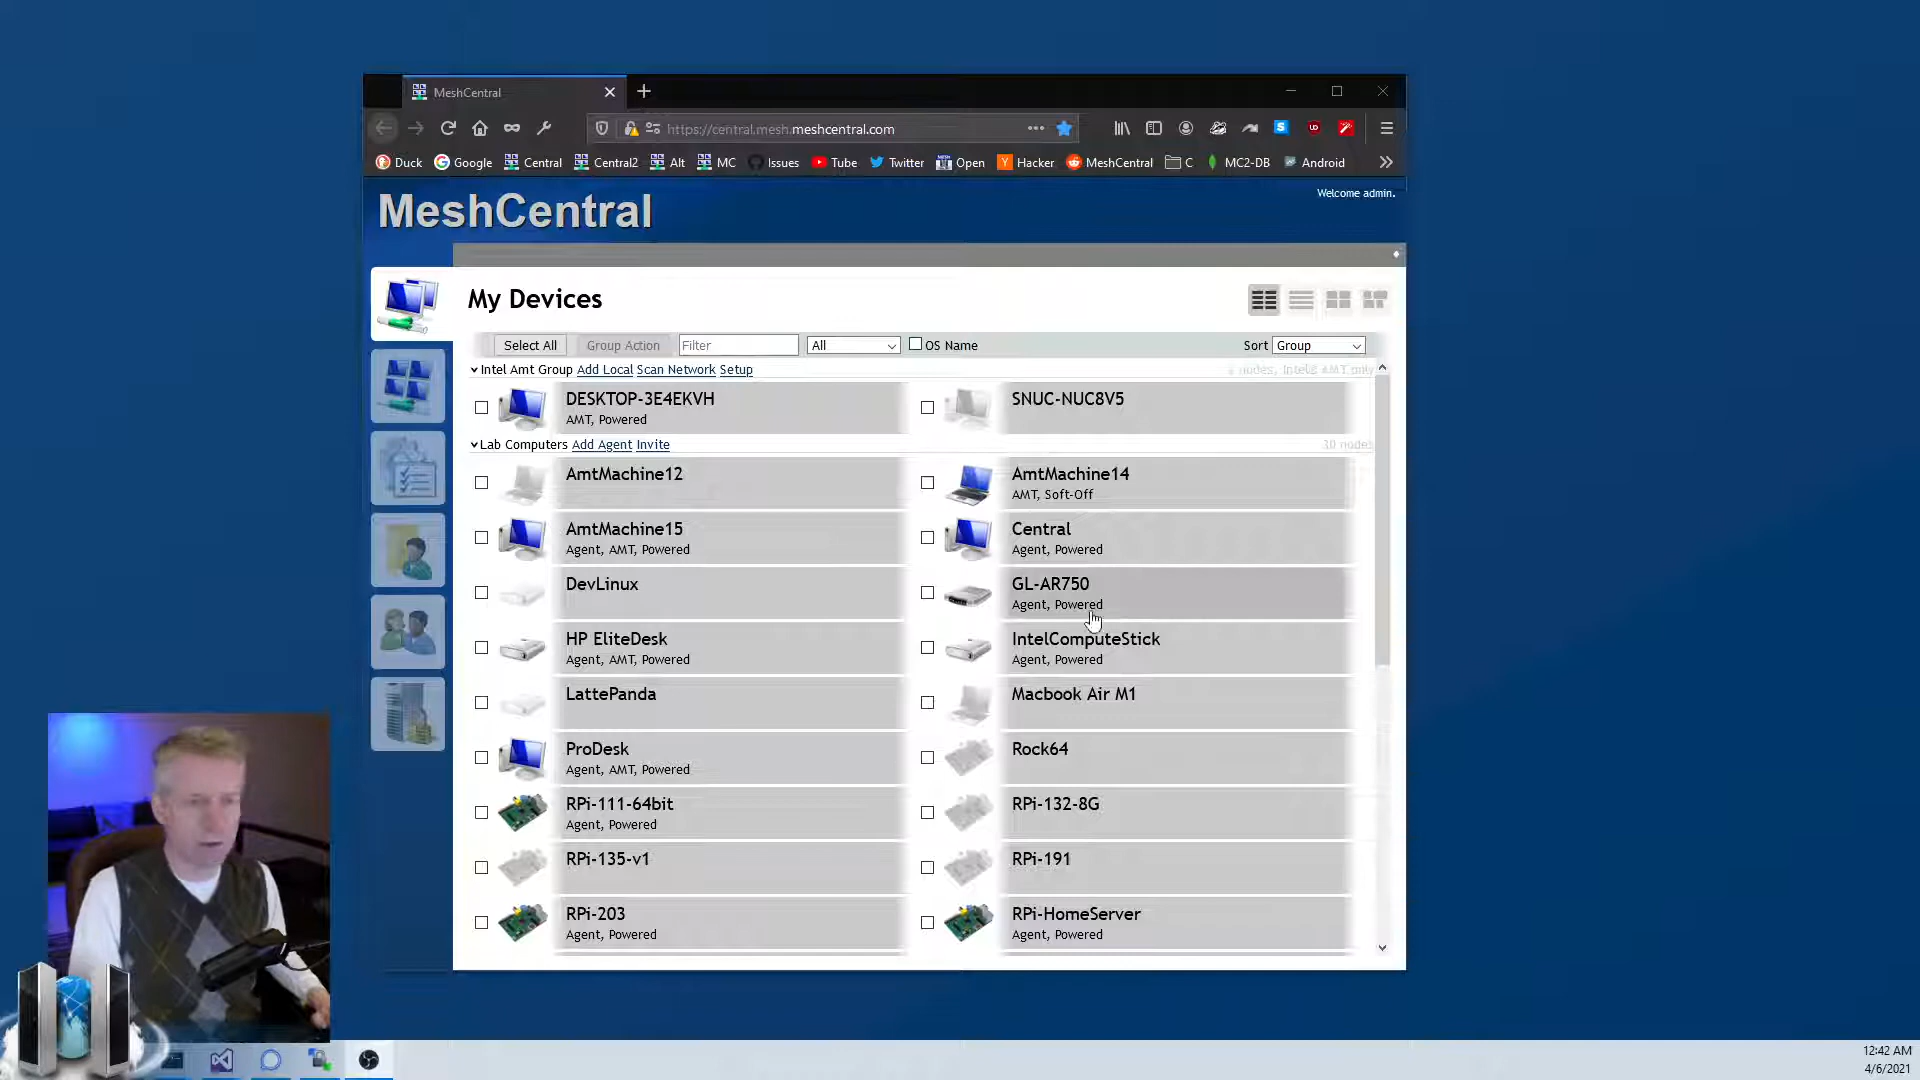 MeshCentral
https://central.mesh.meshcentral.com
Duck Google Central Central2 Alt MC Issues Tube Twitter Open Hacker MeshCentral C MC2-DB Android
Welcome admin.
MeshCentral
My Devices
Select All Group Action Filter All OS Name Sort Group
Intel Amt Group Add Local Scan Network Setup nodes, Intel® AMT only
DESKTOP-3E4EKVH
AMT, Powered
SNUC-NUC8V5
Lab Computers Add Agent Invite 30 nodes
AmtMachine12
AmtMachine14
AMT, Soft-Off
AmtMachine15
Agent, AMT, Powered
Central
Agent, Powered
DevLinux
GL-AR750
Agent, Powered
HP EliteDesk
Agent, AMT, Powered
IntelComputeStick
Agent, Powered
LattePanda
Macbook Air M1
ProDesk
Agent, AMT, Powered
Rock64
RPi-111-64bit
Agent, Powered
RPi-132-8G
RPi-135-v1
RPi-191
RPi-203
Agent, Powered
RPi-HomeServer
Agent, Powered
12:42 AM
4/6/2021